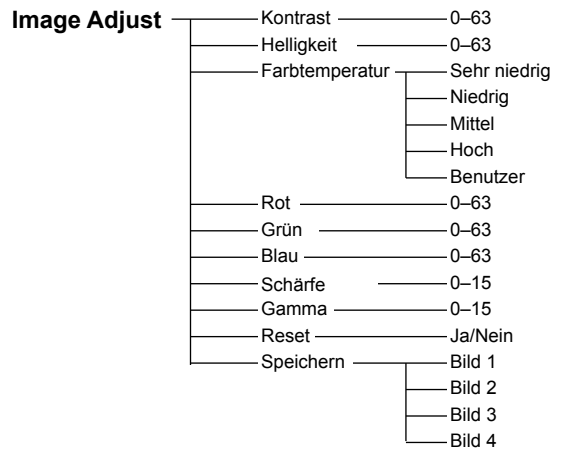 Image Adjust Kontrast 0–63
Helligkeit 0–63
Farbtemperatur Sehr niedrig
Niedrig
Mittel
Hoch
Benutzer
Rot 0–63
Grün 0–63
Blau 0–63
Schärfe 0–15
Gamma 0–15
Reset Ja/Nein
Speichern Bild 1
Bild 2
Bild 3
Bild 4